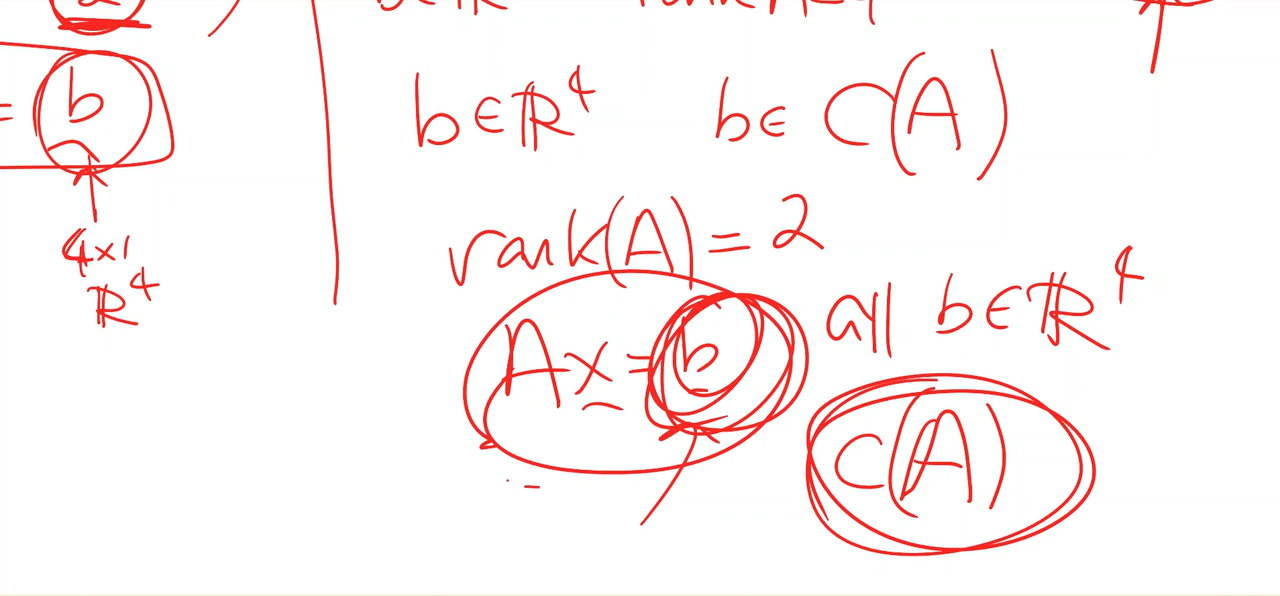 = b
4×1
ℝ⁴
b∈ℝ⁴ b∈ C(A)
rank(A) = 2
Ax = b all b∈ℝ⁴
C(A)